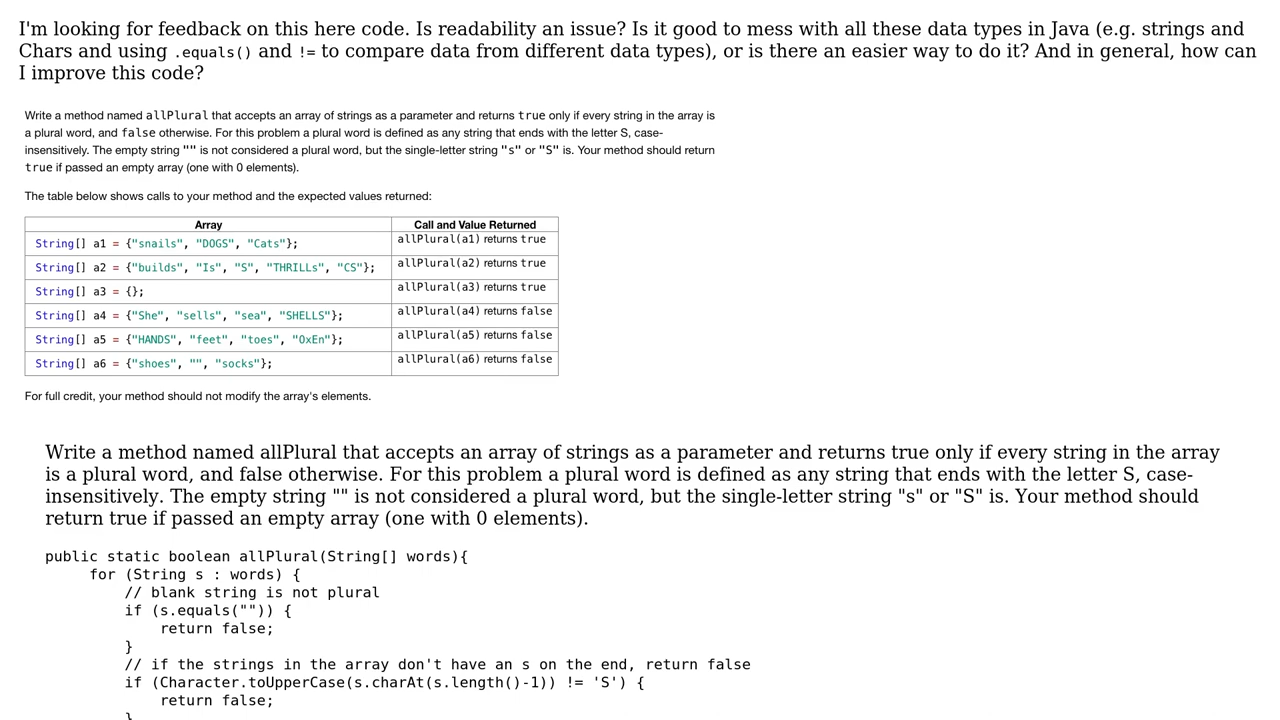 I'm looking for feedback on this here code. Is readability an issue? Is it good to mess with all these data types in Java (e.g. strings and
Chars and using .equals() and != to compare data from different data types), or is there an easier way to do it? And in general, how can
I improve this code?
Write a method named allPlural that accepts an array of strings as a parameter and returns true only if every string in the array is
a plural word, and false otherwise. For this problem a plural word is defined as any string that ends with the letter S, case-
insensitively. The empty string "" is not considered a plural word, but the single-letter string "s" or "S" is. Your method should return
true if passed an empty array (one with 0 elements).
The table below shows calls to your method and the expected values returned:
Array Call and Value Returned
String[] a1 = {"snails", "DOGS", "Cats"}; allPlural(a1) returns true
String[] a2 = {"builds", "Is", "S", "THRILLs", "CS"}; allPlural(a2) returns true
String[] a3 = {}; allPlural(a3) returns true
String[] a4 = {"She", "sells", "sea", "SHELLS"}; allPlural(a4) returns false
String[] a5 = {"HANDS", "feet", "toes", "OxEn"}; allPlural(a5) returns false
String[] a6 = {"shoes", "", "socks"}; allPlural(a6) returns false
For full credit, your method should not modify the array's elements.
Write a method named allPlural that accepts an array of strings as a parameter and returns true only if every string in the array
is a plural word, and false otherwise. For this problem a plural word is defined as any string that ends with the letter S, case-
insensitively. The empty string "" is not considered a plural word, but the single-letter string "s" or "S" is. Your method should
return true if passed an empty array (one with 0 elements).
public static boolean allPlural(String[] words){
for (String s : words) {
// blank string is not plural
if (s.equals("")) {
return false;
}
// if the strings in the array don't have an s on the end, return false
if (Character.toUpperCase(s.charAt(s.length()-1)) != 'S') {
return false;
}